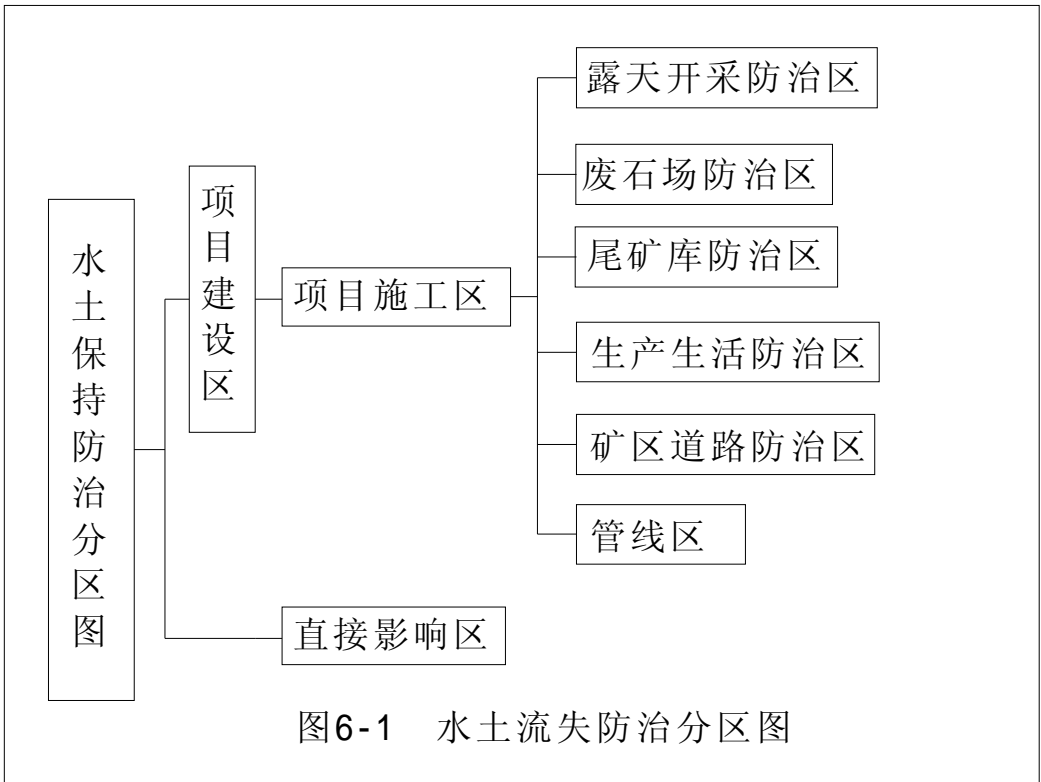 水土保持防治分区图
项目建设区
项目施工区
露天开采防治区
废石场防治区
尾矿库防治区
生产生活防治区
矿区道路防治区
管线区
直接影响区
图6-1 水土流失防治分区图